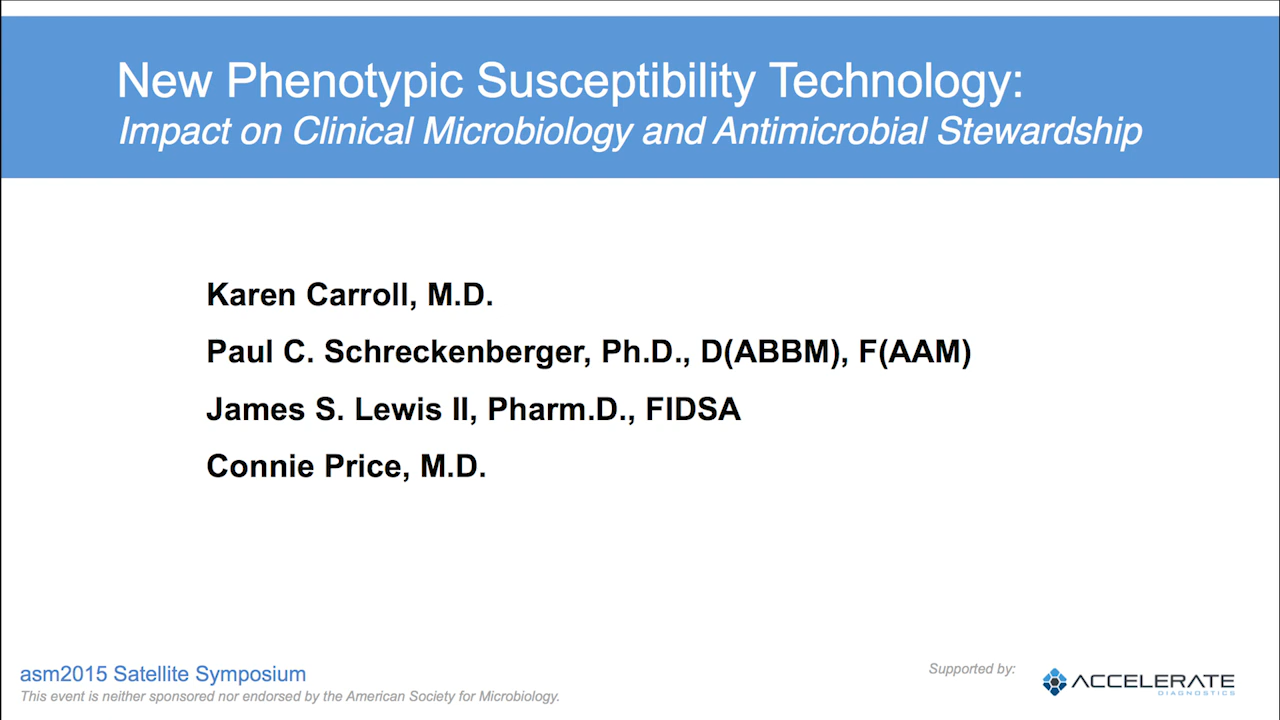 New Phenotypic Susceptibility Technology:
Impact on Clinical Microbiology and Antimicrobial Stewardship
Karen Carroll, M.D.
Paul C. Schreckenberger, Ph.D., D(ABBM), F(AAM)
James S. Lewis II, Pharm.D., FIDSA
Connie Price, M.D.
asm2015 Satellite Symposium
This event is neither sponsored nor endorsed by the American Society for Microbiology.
Supported by:
ACCELERATE
DIAGNOSTICS